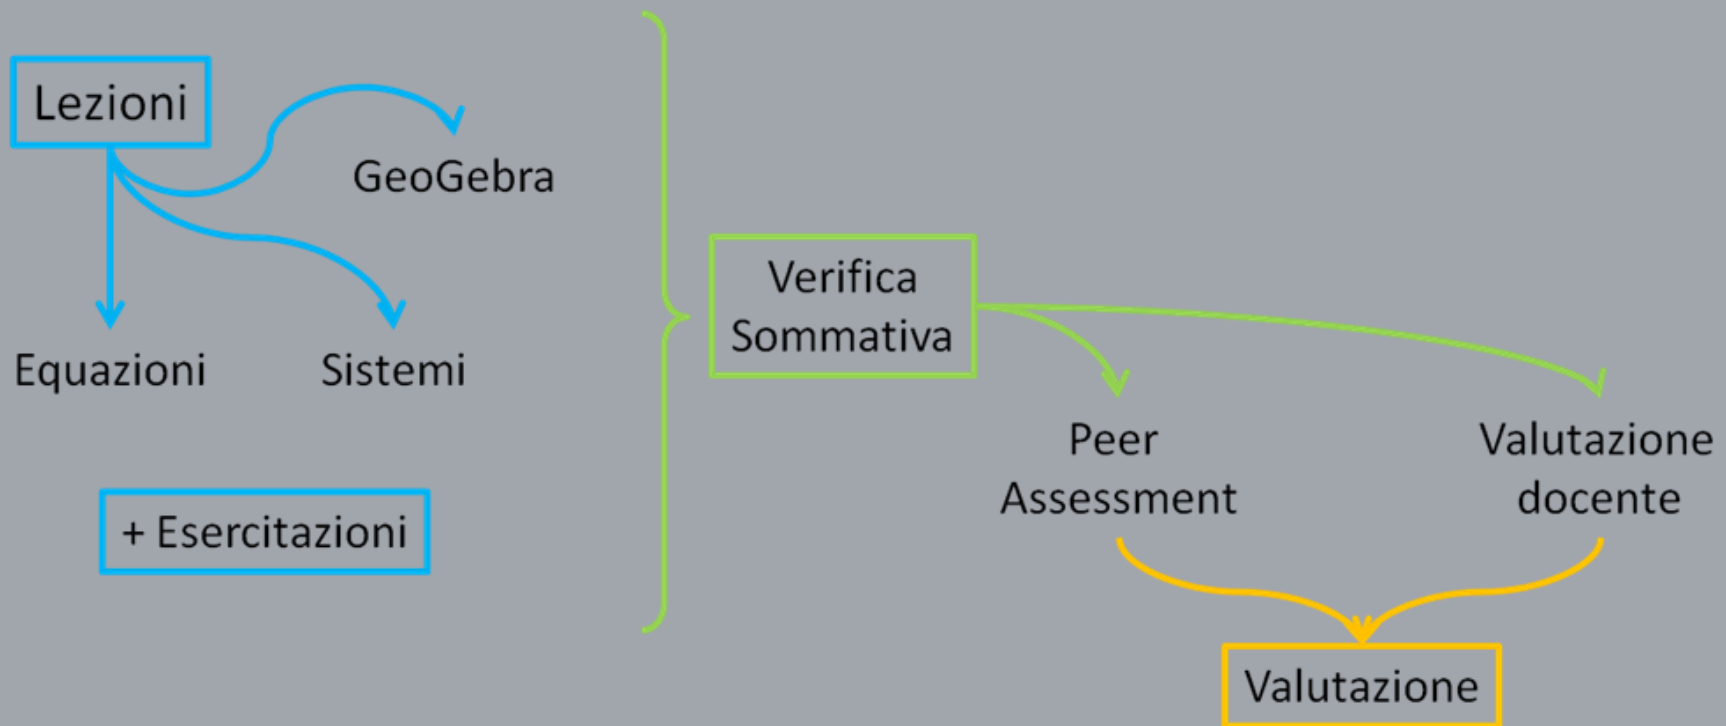 Lezioni
GeoGebra
Equazioni
Sistemi
+ Esercitazioni
Verifica
Sommativa
Peer
Assessment
Valutazione
docente
Valutazione